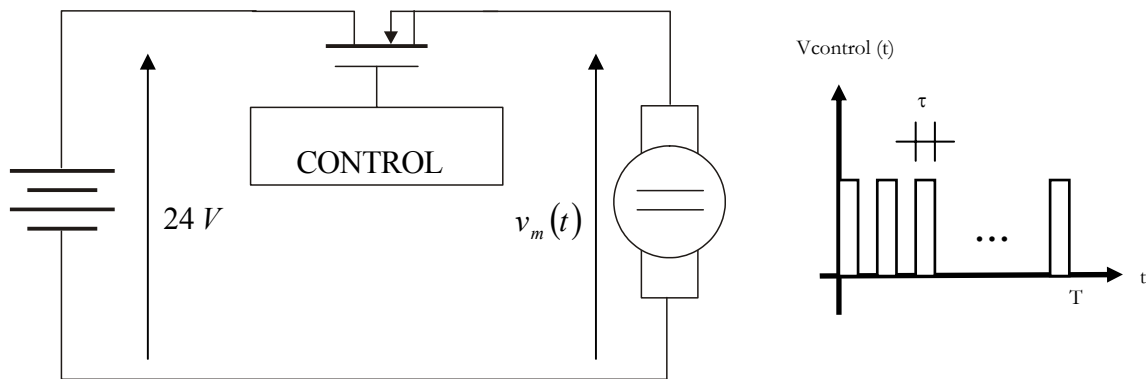 CONTROL
24 V
v_m(t)
Vcontrol (t)
τ
...
t
T